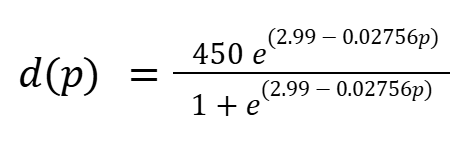 d(p) = 450 e^(2.99 − 0.02756p) / 1 + e^(2.99 − 0.02756p)